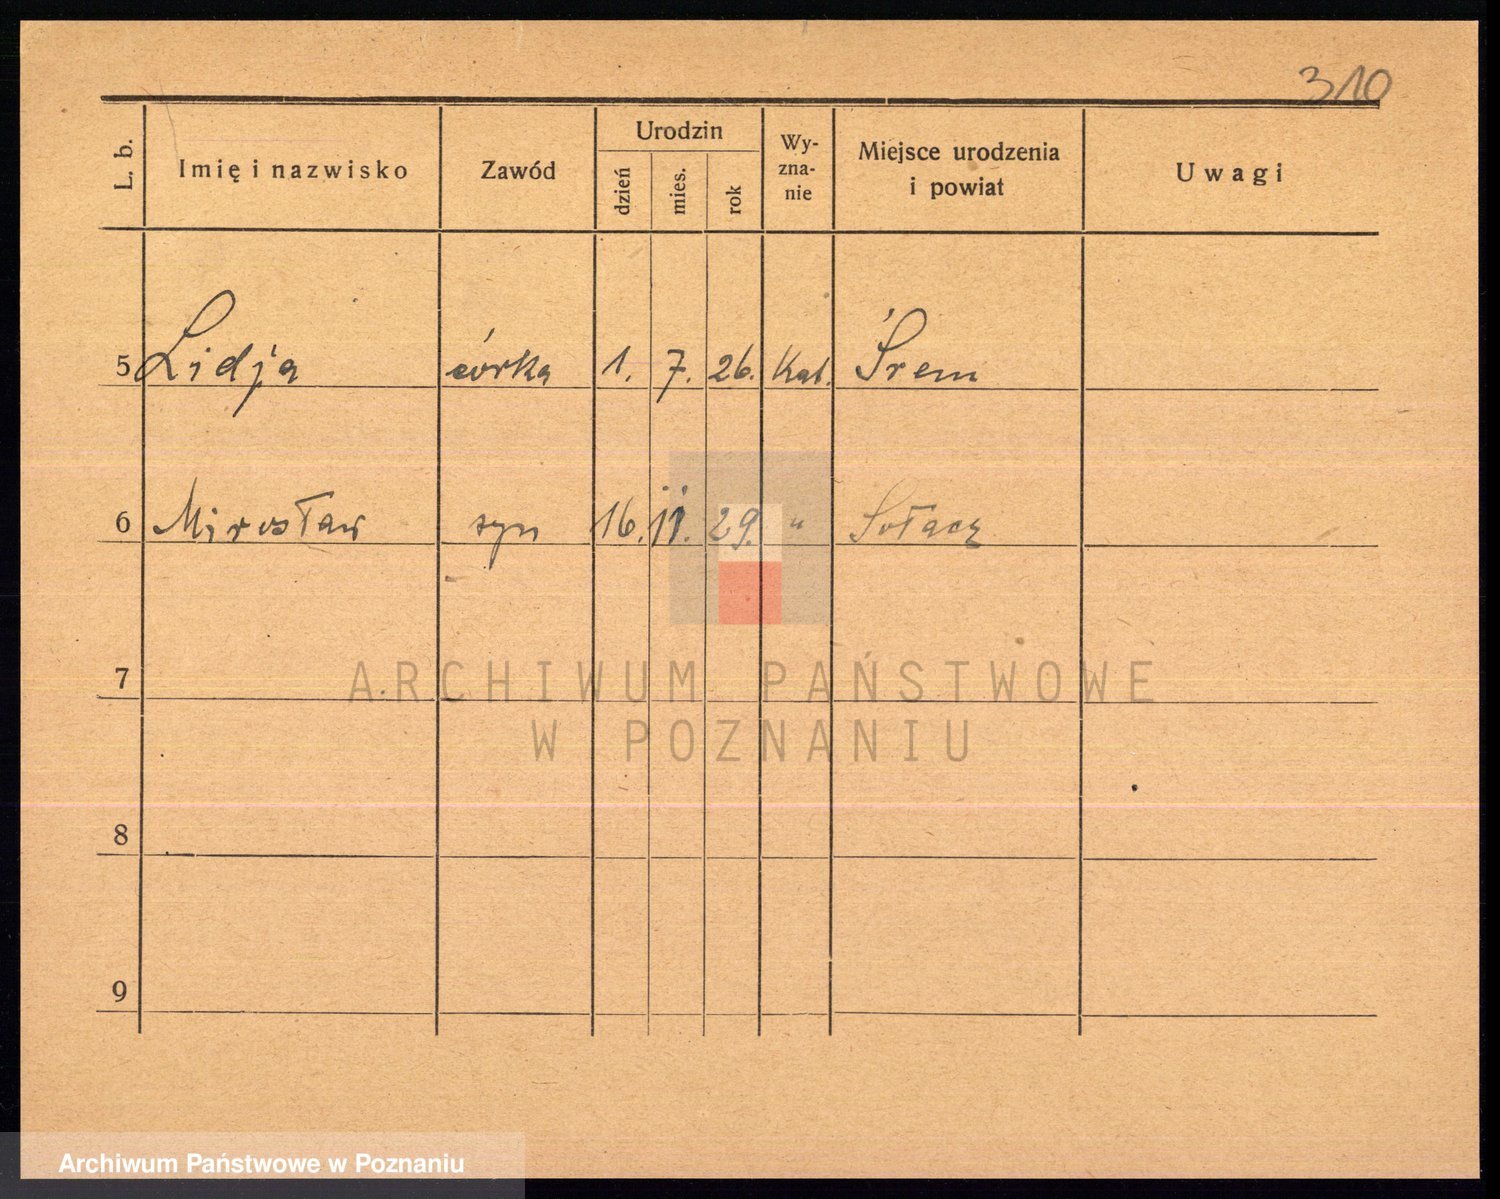 310
L. b. Imię i nazwisko Zawód Urodzin dzień mies. rok Wy- zna- nie Miejsce urodzenia i powiat Uwagi
5 Lidja córka 1. 7. 26. Kat. Śrem
6 Mirosław syn 16. 11. 29. " Sołacz
7
8
9
ARCHIWUM PAŃSTWOWE
W POZNANIU
Archiwum Państwowe w Poznaniu